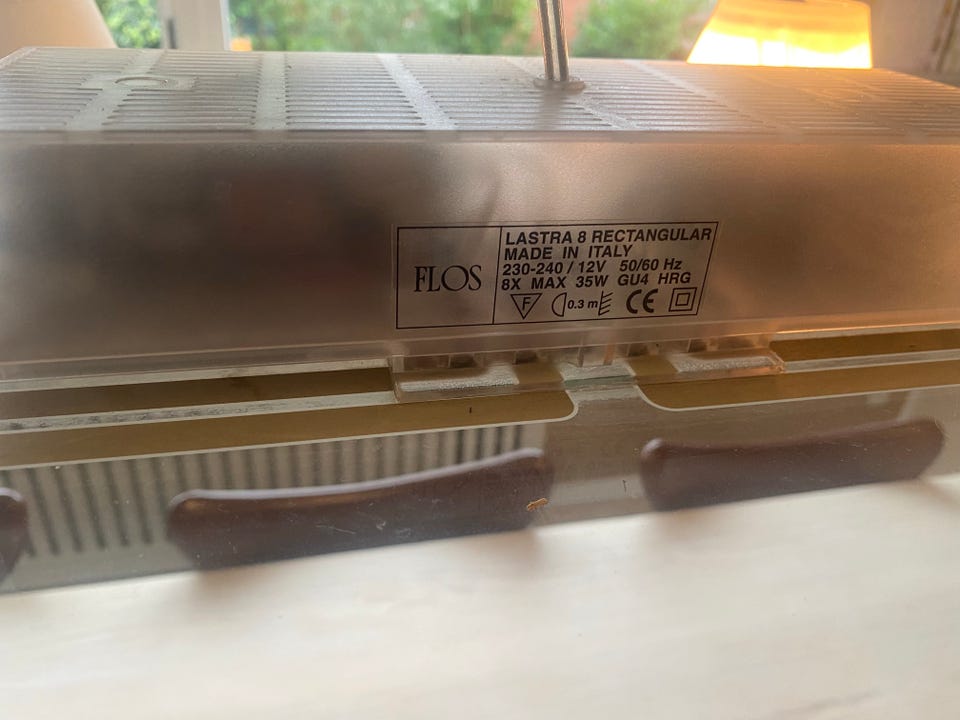 FLOS
LASTRA 8 RECTANGULAR
MADE IN ITALY
230-240 / 12V 50/60 Hz
8X MAX 35W GU4 HRG
F 0.3 m CE